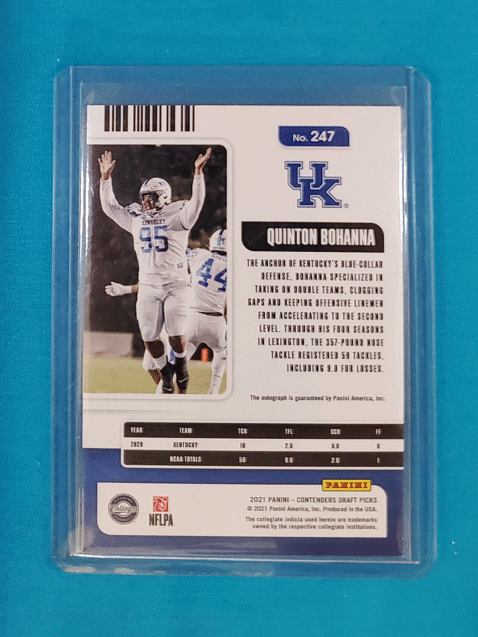 No. 247
UK
®
QUINTON BOHANNA
THE ANCHOR OF KENTUCKY'S BLUE-COLLAR
DEFENSE, BOHANNA SPECIALIZED IN
TAKING ON DOUBLE TEAMS, CLOGGING
GAPS AND KEEPING OFFENSIVE LINEMEN
FROM ACCELERATING TO THE SECOND
LEVEL. THROUGH HIS FOUR SEASONS
IN LEXINGTON, THE 357-POUND NOSE
TACKLE REGISTERED 59 TACKLES,
INCLUDING 9.0 FOR LOSSES.
The autograph is guaranteed by Panini America, Inc.
KENTUCKY
95
44
YEAR TEAM TCK TFL SCK FF
2020 KENTUCKY 10 2.0
NCAA TOTALS
PANINI
College
NFLPA
2021 PANINI – CONTENDERS DRAFT PICKS
© 2021 Panini America, Inc. Produced in the USA.
The collegiate indicia used herein are trademarks
owned by the respective collegiate institutions.